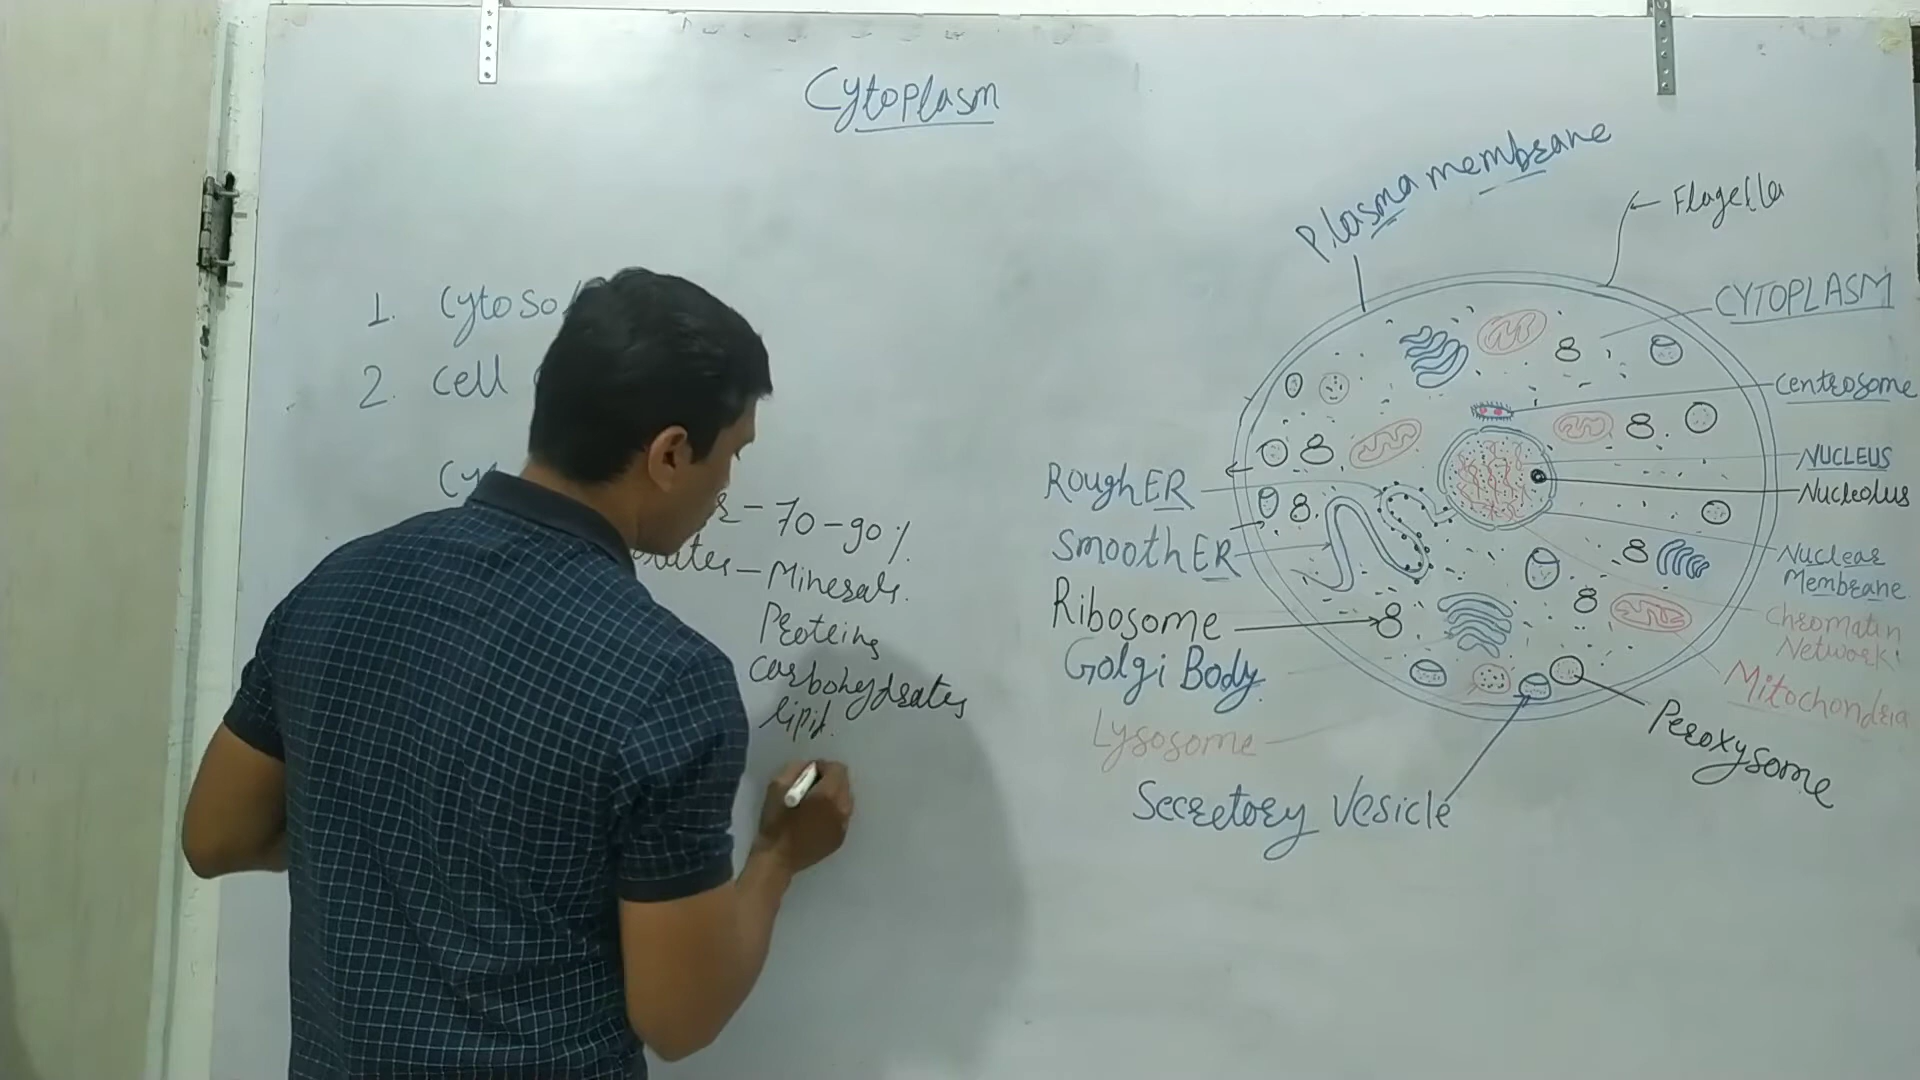 Cytoplasm
1. Cytoso
2. Cell
Cy
- 70-90%.
- Minerals.
Proteins
Carbohydrates
lipid.
Plasma membrane
Flagella
CYTOPLASM
Centrosome
NUCLEUS
Nucleolus
Nuclear
Membrane
Chromatin
Network
Mitochondria
Peroxysome
Rough ER
Smooth ER
Ribosome
Golgi Body
Lysosome
Secretory Vesicle